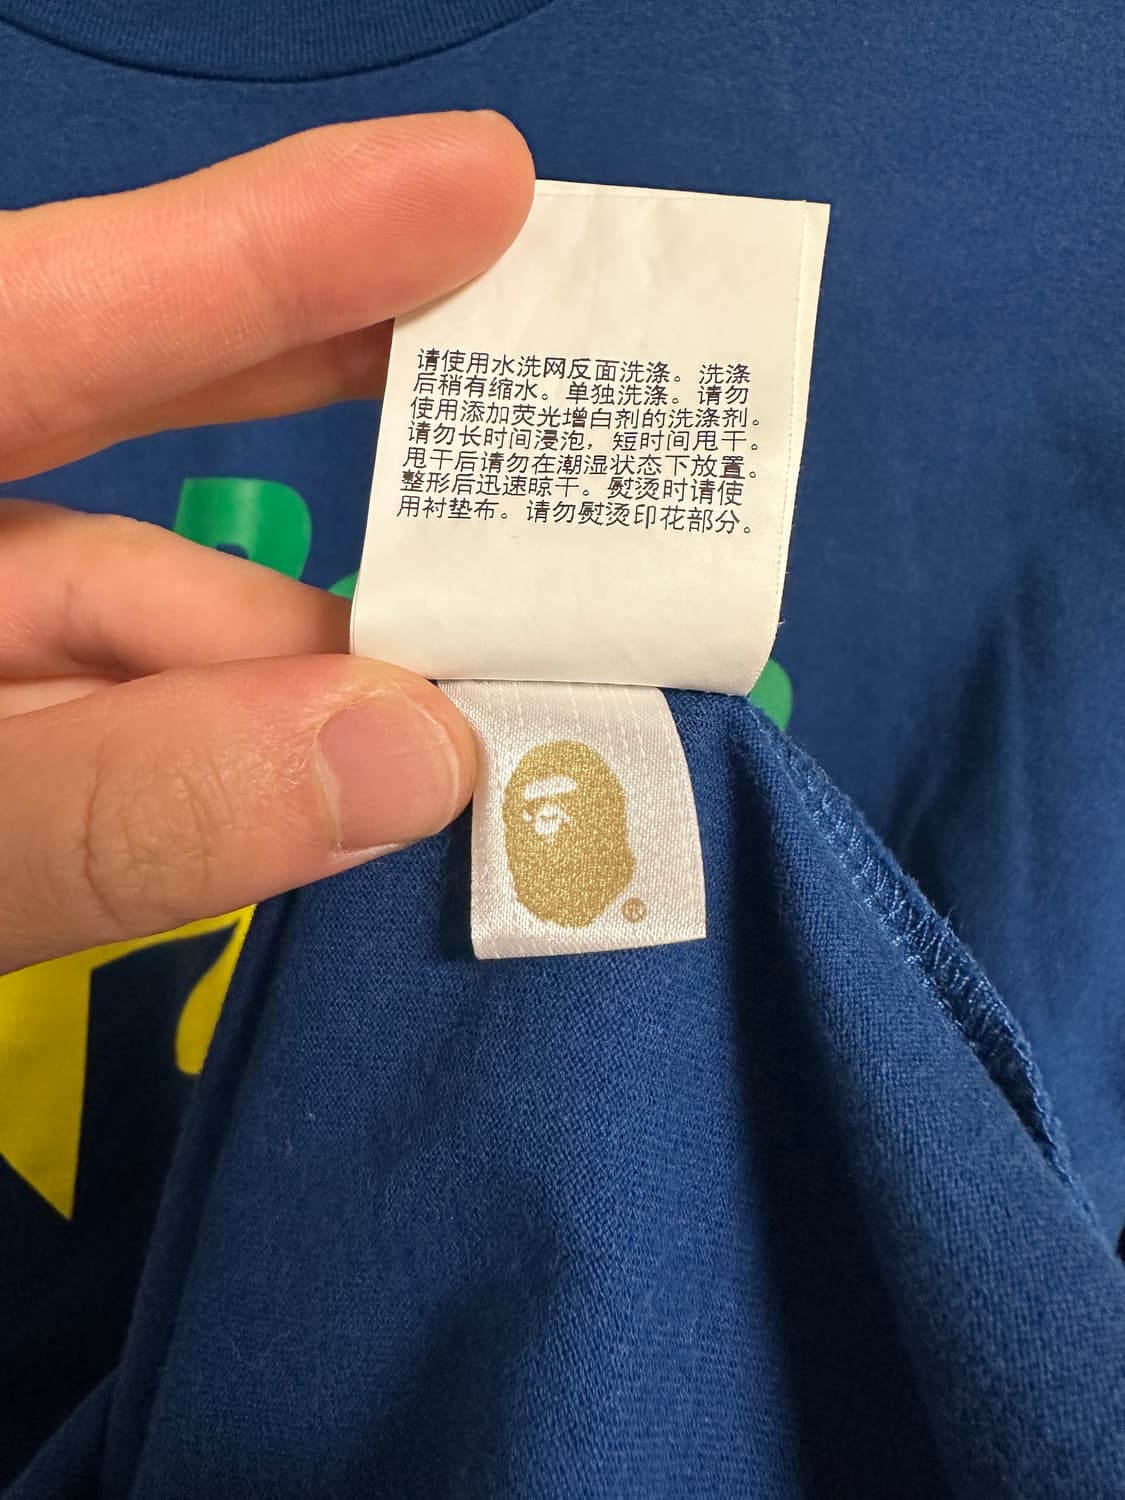 请使用水洗网反面洗涤。洗涤
后稍有缩水。单独洗涤。请勿
使用添加荧光增白剂的洗涤剂。
请勿长时间浸泡，短时间甩干。
甩干后请勿在潮湿状态下放置。
整形后迅速晾干。熨烫时请使
用衬垫布。请勿熨烫印花部分。
®